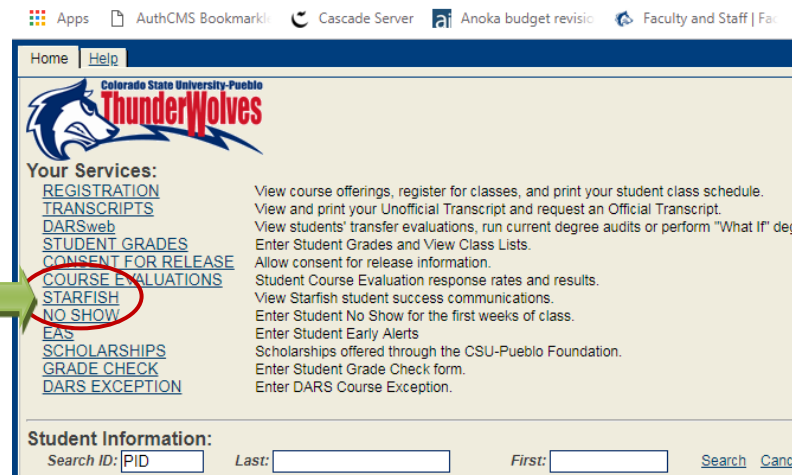 Apps AuthCMS Bookmarkl Cascade Server aj Anoka budget revisio Faculty and Staff | Fac
Home Help
Colorado State University-Pueblo
ThunderWolves
Your Services:
REGISTRATION View course offerings, register for classes, and print your student class schedule.
TRANSCRIPTS View and print your Unofficial Transcript and request an Official Transcript.
DARSweb View students' transfer evaluations, run current degree audits or perform "What If" deg
STUDENT GRADES Enter Student Grades and View Class Lists.
CONSENT FOR RELEASE Allow consent for release information.
COURSE EVALUATIONS Student Course Evaluation response rates and results.
STARFISH View Starfish student success communications.
NO SHOW Enter Student No Show for the first weeks of class.
EAS Enter Student Early Alerts
SCHOLARSHIPS Scholarships offered through the CSU-Pueblo Foundation.
GRADE CHECK Enter Student Grade Check form.
DARS EXCEPTION Enter DARS Course Exception.
Student Information:
Search ID: PID Last: First: Search Canc